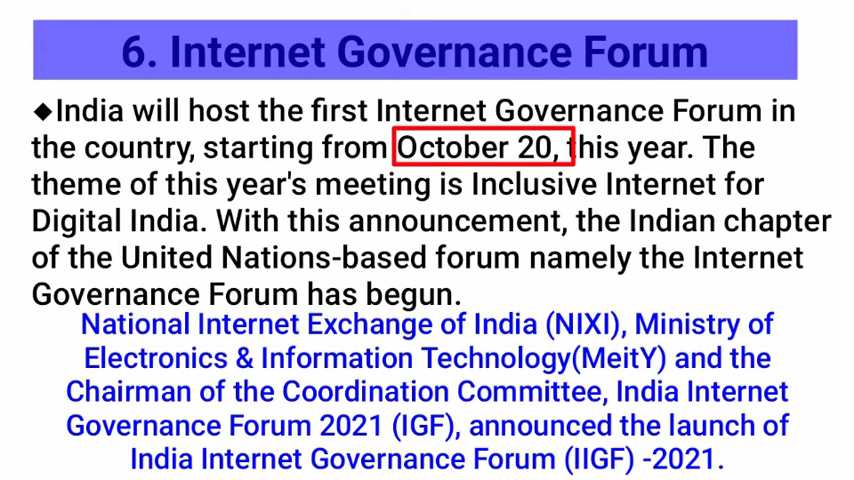 6. Internet Governance Forum
◆India will host the first Internet Governance Forum in
the country, starting from October 20, this year. The
theme of this year's meeting is Inclusive Internet for
Digital India. With this announcement, the Indian chapter
of the United Nations-based forum namely the Internet
Governance Forum has begun.
National Internet Exchange of India (NIXI), Ministry of
Electronics & Information Technology(MeitY) and the
Chairman of the Coordination Committee, India Internet
Governance Forum 2021 (IGF), announced the launch of
India Internet Governance Forum (IIGF) -2021.